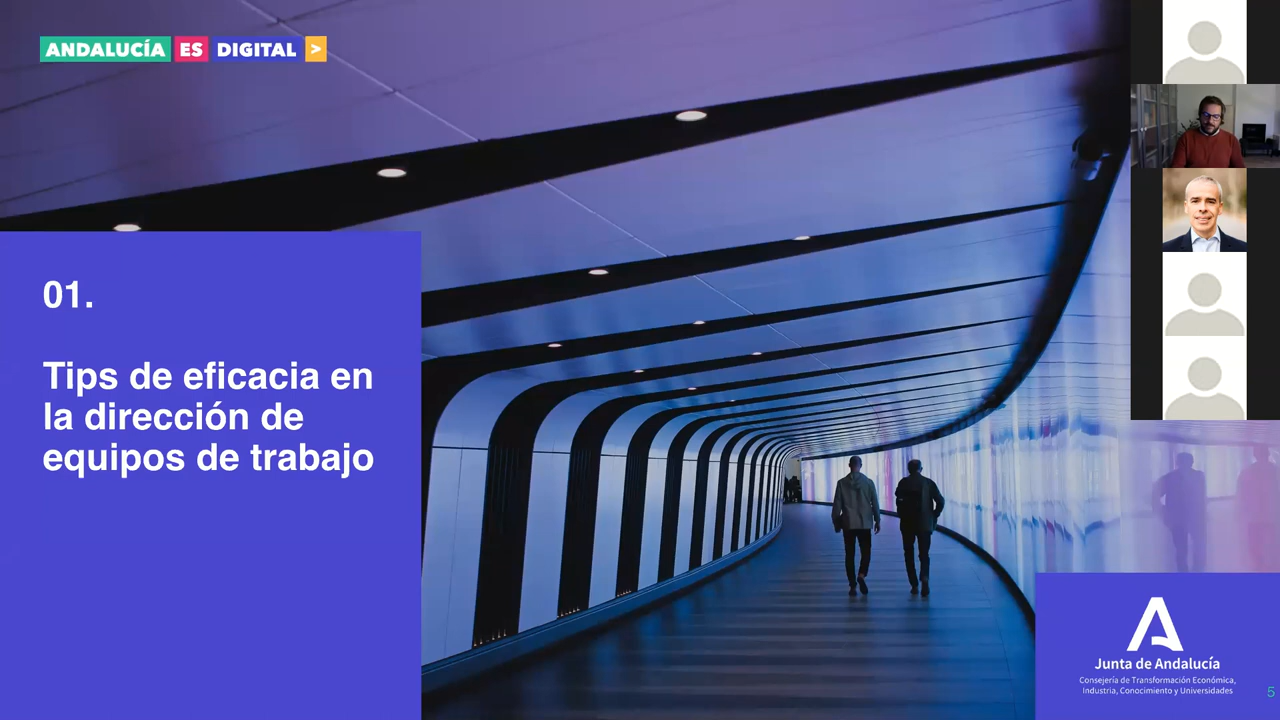 ANDALUCÍA ES DIGITAL >
01.
Tips de eficacia en
la dirección de
equipos de trabajo
Junta de Andalucía
Consejería de Transformación Económica,
Industria, Conocimiento y Universidades
5